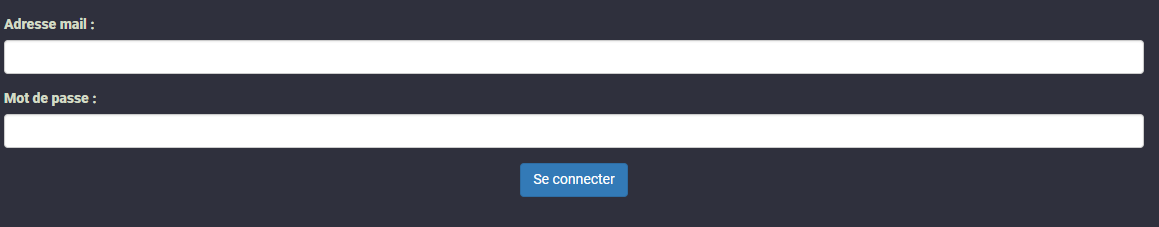 Adresse mail :
Mot de passe :
Se connecter